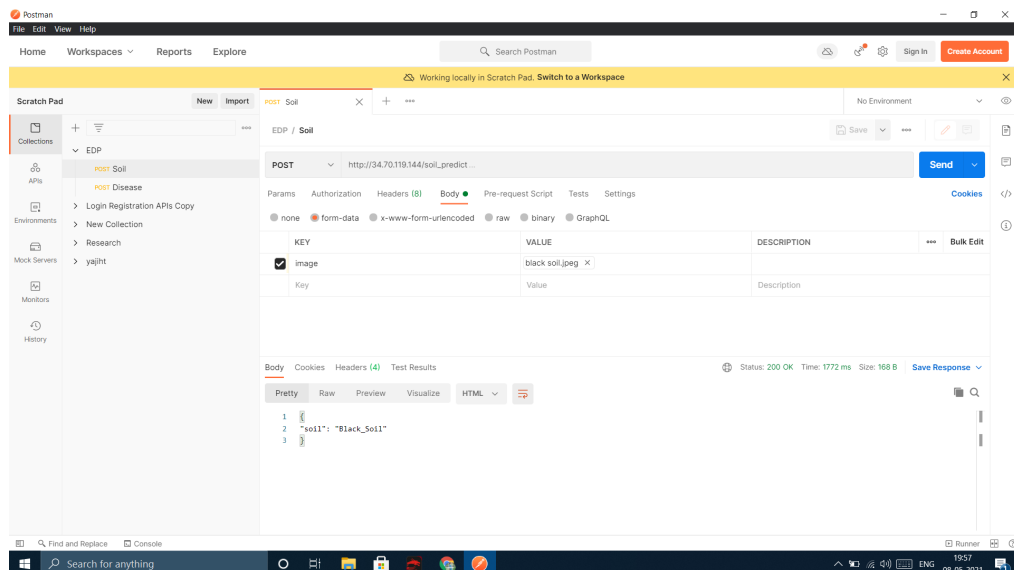 Postman
File Edit View Help
Home Workspaces Reports Explore
Search Postman
Sign In Create Account
Working locally in Scratch Pad. Switch to a Workspace
Scratch Pad New Import
POST Soil
No Environment
Collections
APIs
Environments
Mock Servers
Monitors
History
EDP
POST Soil
POST Disease
Login Registration APIs Copy
New Collection
Research
yajiht
EDP / Soil
Save
POST http://34.70.119.144/soil_predict
Send
Params Authorization Headers (8) Body Pre-request Script Tests Settings
Cookies
none form-data x-www-form-urlencoded raw binary GraphQL
KEY VALUE DESCRIPTION Bulk Edit
image black soil.jpeg
Key Value Description
Body Cookies Headers (4) Test Results
Status: 200 OK Time: 1772 ms Size: 168 B Save Response
Pretty Raw Preview Visualize HTML
1 {
2 "soil": "Black_Soil"
3 }
Find and Replace Console
Runner
Search for anything
ENG
19:57
08-05-2021